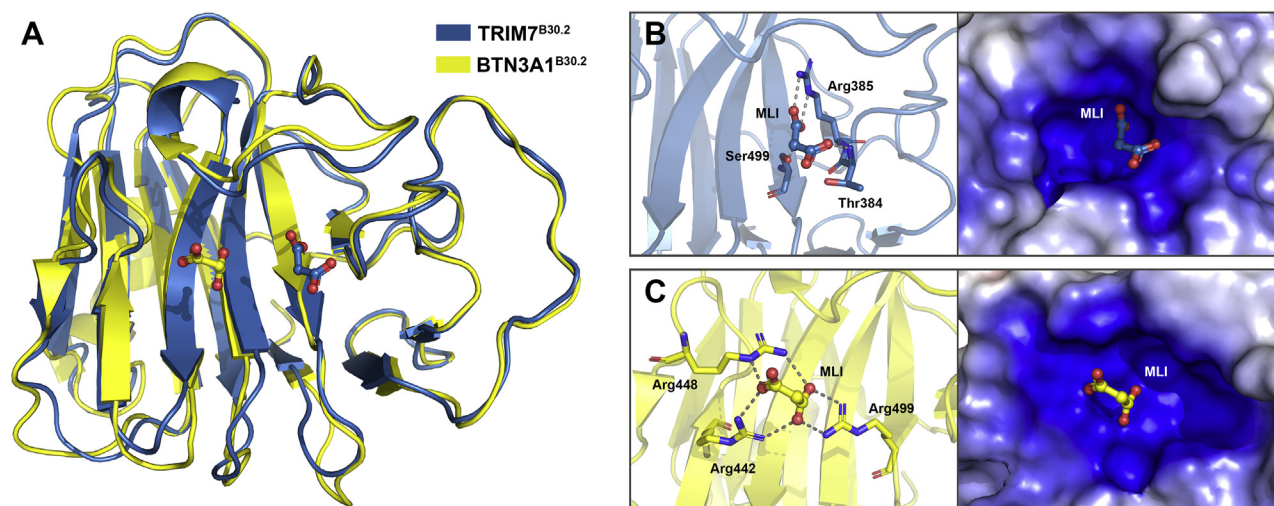 A
TRIM7B30.2
BTN3A1B30.2
B
Arg385
MLI
Ser499
Thr384
MLI
C
Arg448
MLI
Arg499
Arg442
MLI